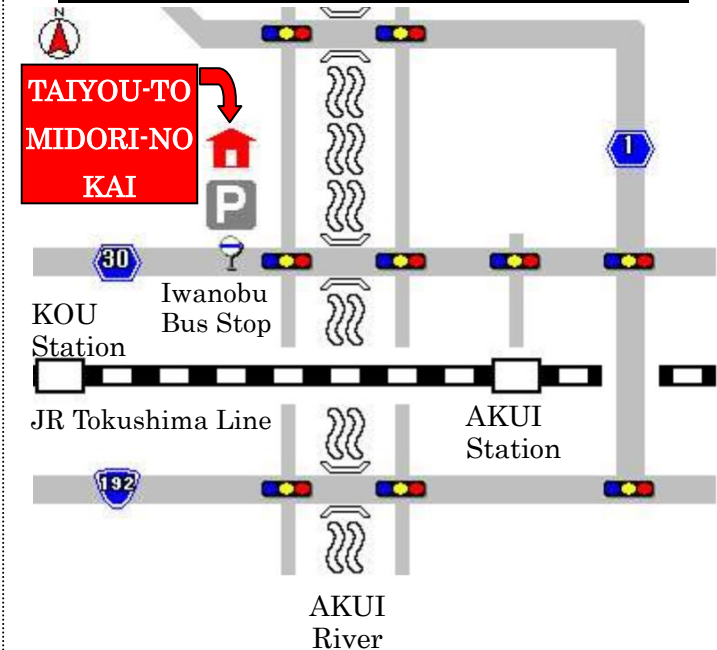 N
TAIYOU-TO
MIDORI-NO
KAI
1
P
30
Iwanobu
Bus Stop
KOU
Station
JR Tokushima Line
AKUI
Station
192
AKUI
River